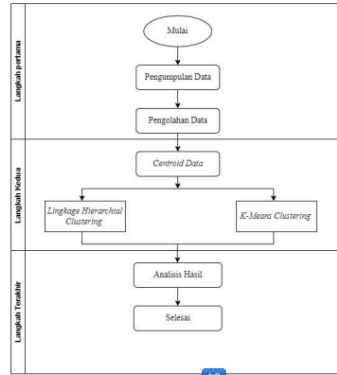 Langkah pertama
Mulai
Pengumpulan Data
Pengolahan Data
Langkah Kedua
Centroid Data
Lingkage Hierarchial
Clustering
K-Means Clustering
Langkah Terakhir
Analisis Hasil
Selesai